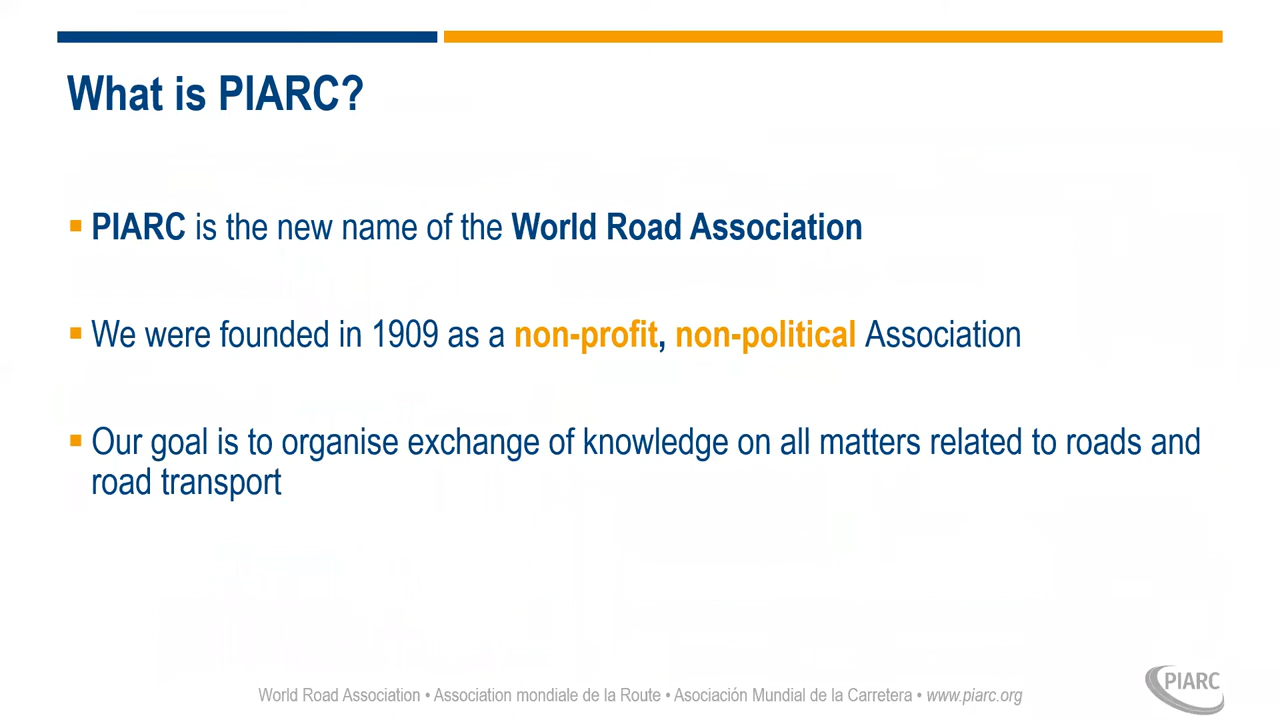 What is PIARC?
▪ PIARC is the new name of the World Road Association
▪ We were founded in 1909 as a non-profit, non-political Association
▪ Our goal is to organise exchange of knowledge on all matters related to roads and
road transport
World Road Association • Association mondiale de la Route • Asociación Mundial de la Carretera • www.piarc.org
PIARC